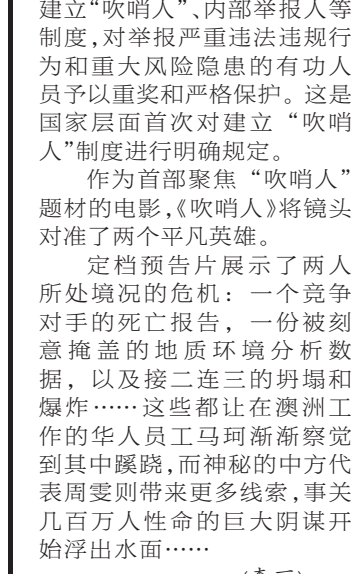 建立“吹哨人”、内部举报人等
制度,对举报严重违法违规行
为和重大风险隐患的有功人
员予以重奖和严格保护。这是
国家层面首次对建立“吹哨
人”制度进行明确规定。
作为首部聚焦“吹哨人”
题材的电影,《吹哨人》将镜头
对准了两个平凡英雄。
定档预告片展示了两人
所处境况的危机：一个竞争
对手的死亡报告，一份被刻
意掩盖的地质环境分析数
据，以及接二连三的坍塌和
爆炸……这些都让在澳洲工
作的华人员工马珂渐渐察觉
到其中蹊跷,而神秘的中方代
表周雯则带来更多线索,事关
几百万人性命的巨大阴谋开
始浮出水面……